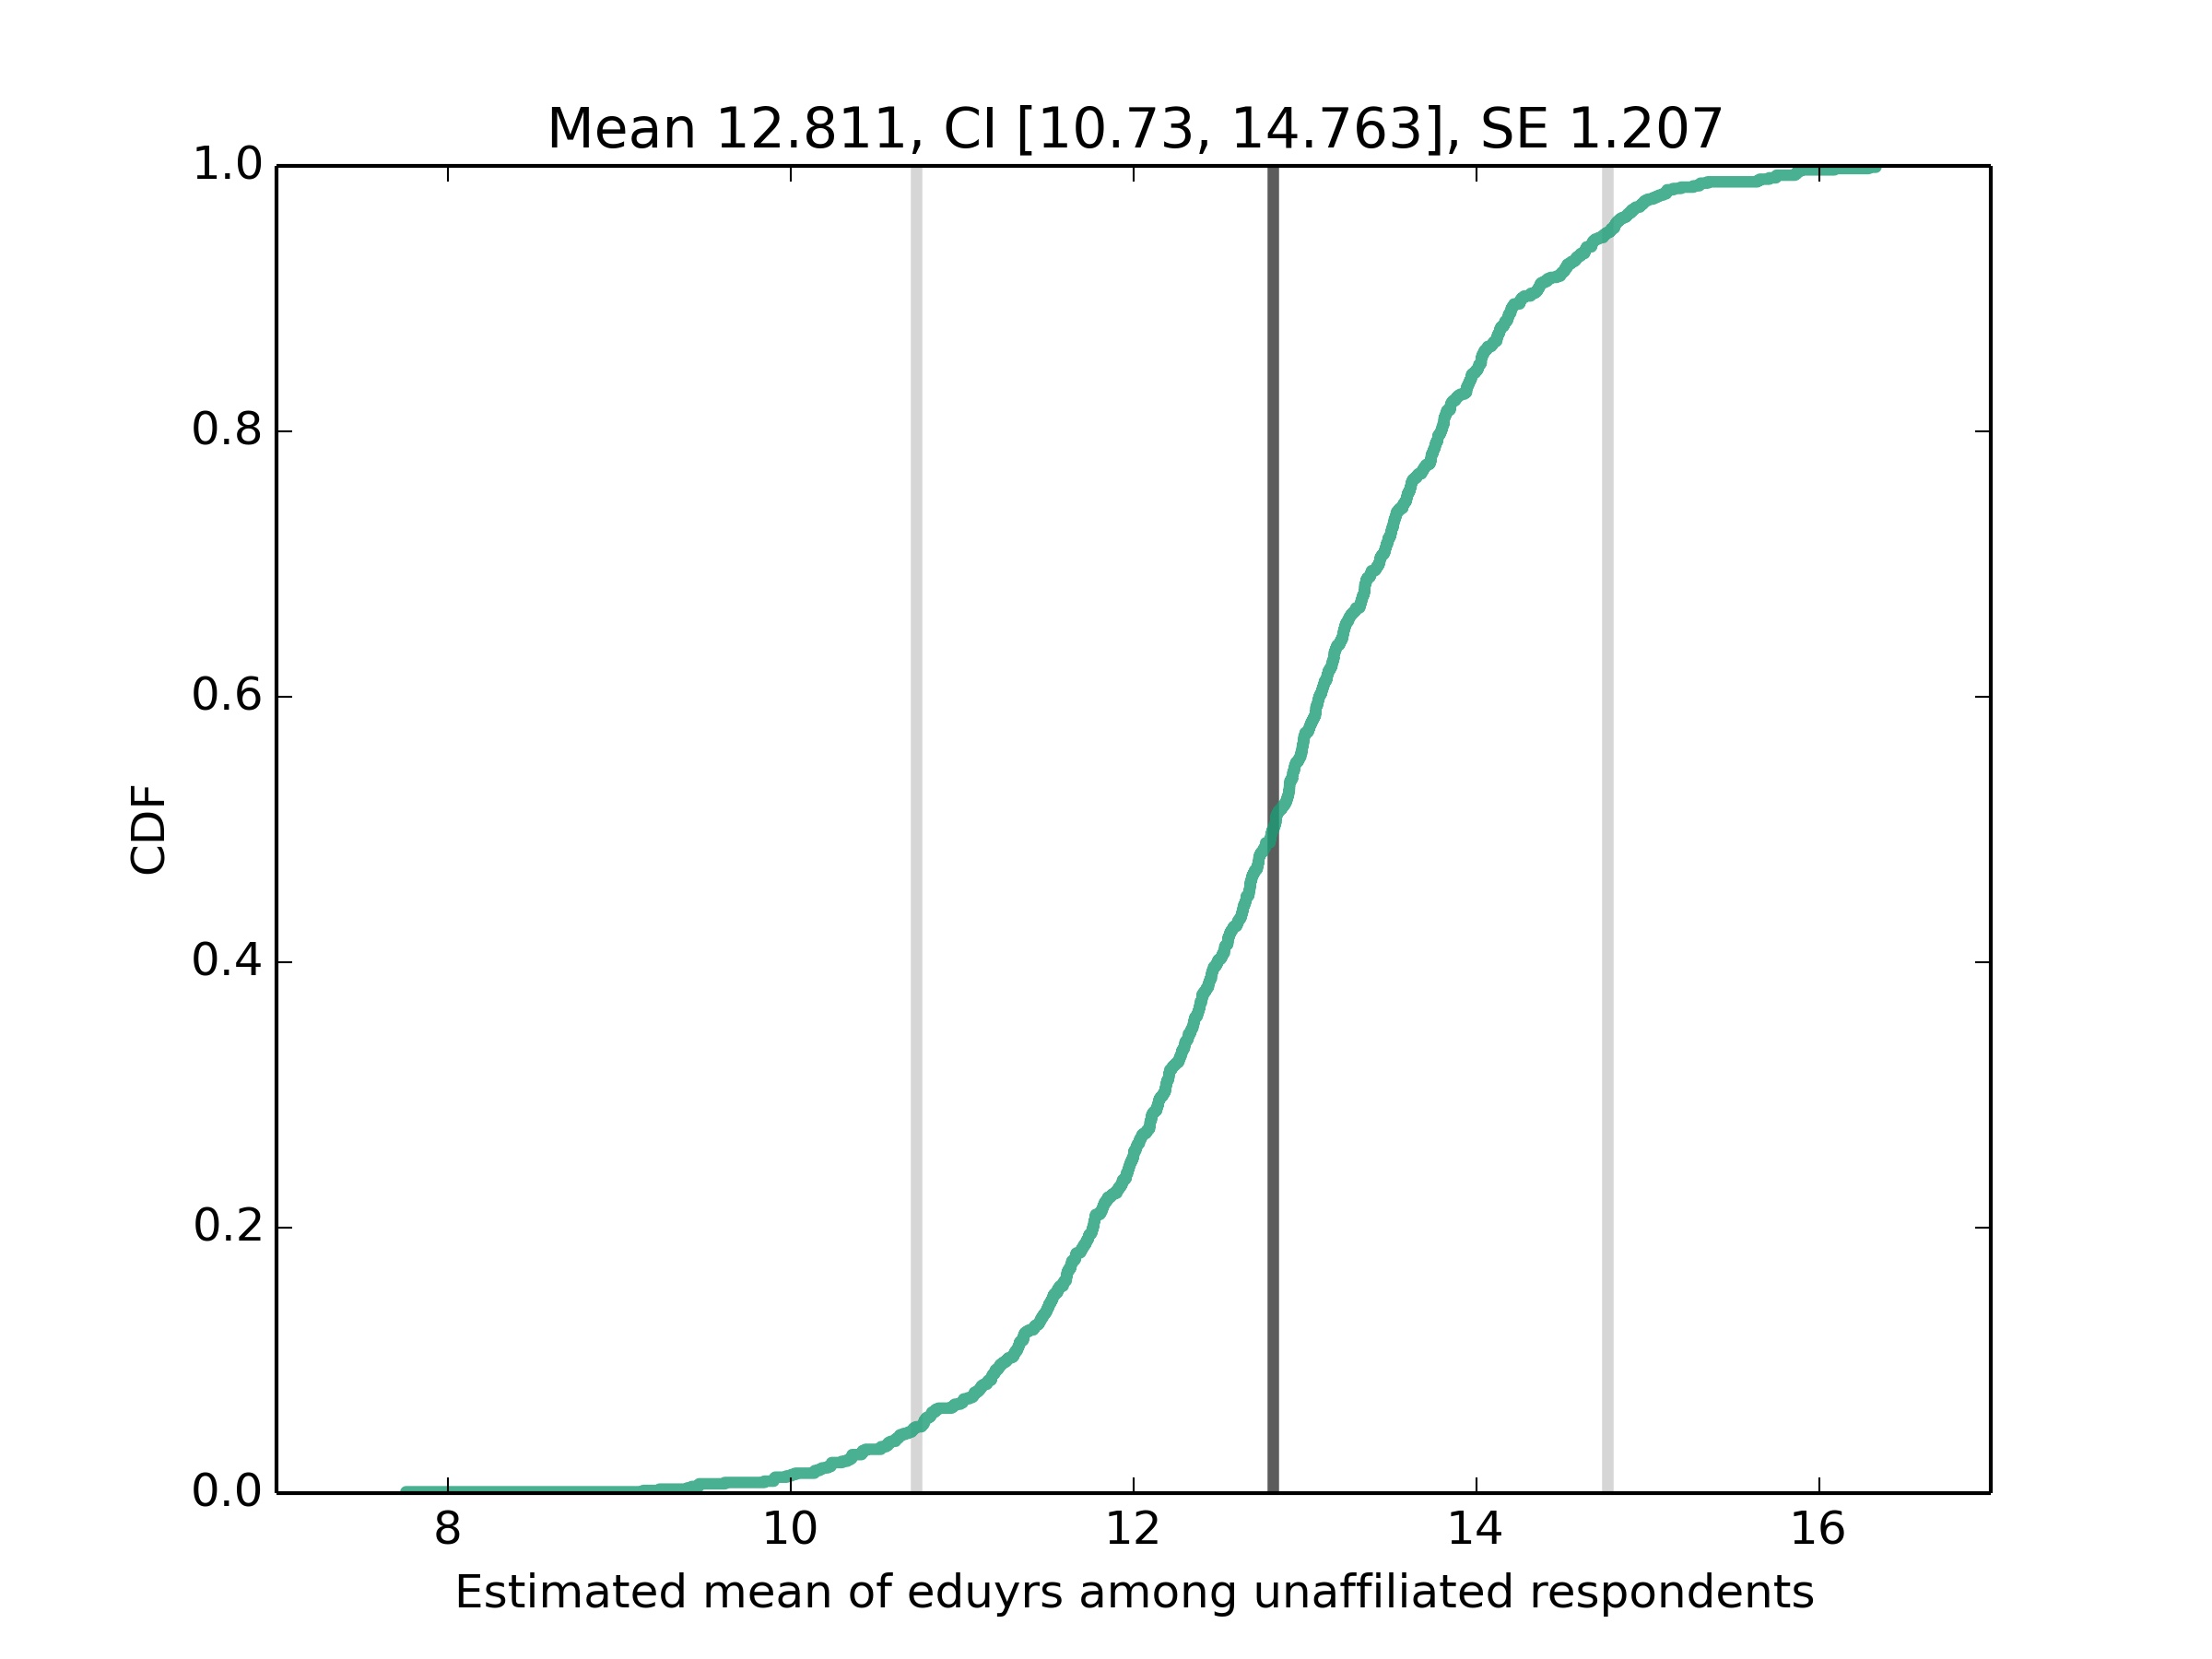 Mean 12.811, CI [10.73, 14.763], SE 1.207
1.0
0.8
0.6
0.4
0.2
0.0
CDF
8 10 12 14 16
Estimated mean of eduyrs among unaffiliated respondents